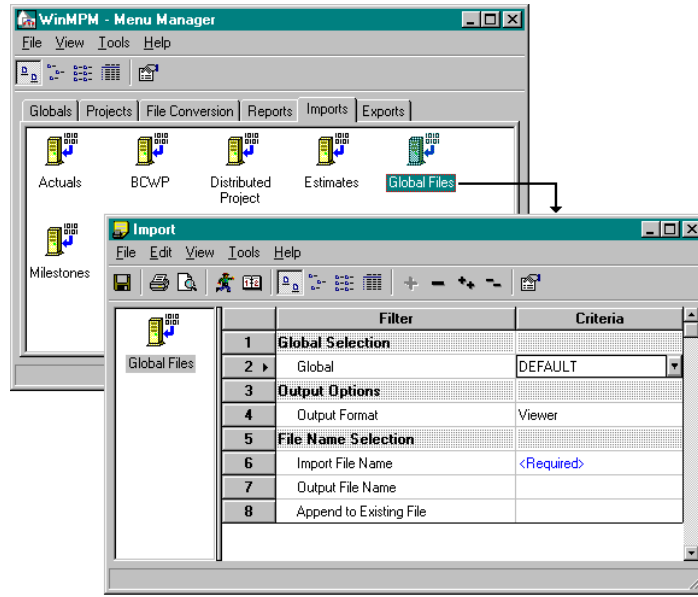 WinMPM - Menu Manager
File View Tools Help
Globals Projects File Conversion Reports Imports Exports
Actuals BCWP Distributed Project Estimates Global Files
Milestones
Import
File Edit View Tools Help
Global Files
Filter Criteria
1 Global Selection
2 Global DEFAULT
3 Output Options
4 Output Format Viewer
5 File Name Selection
6 Import File Name <Required>
7 Output File Name
8 Append to Existing File